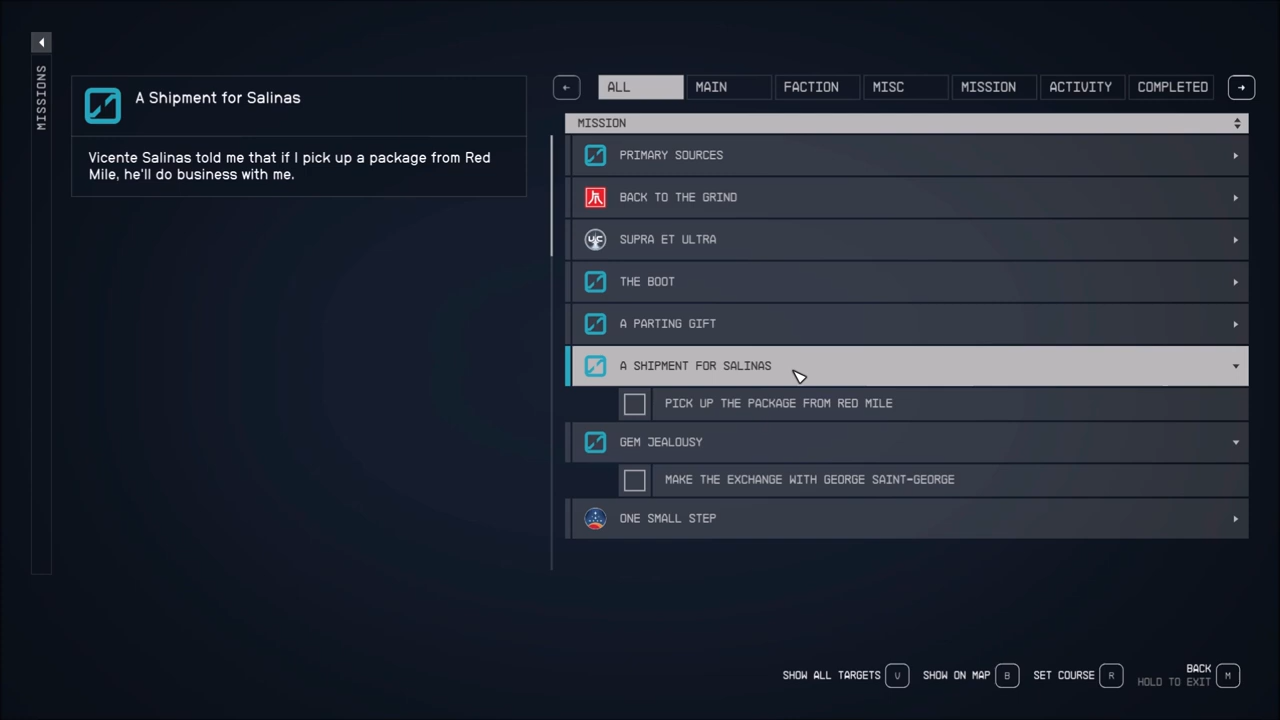 MISSIONS
A Shipment for Salinas
Vicente Salinas told me that if I pick up a package from Red
Mile, he'll do business with me.
ALL MAIN FACTION MISC MISSION ACTIVITY COMPLETED
MISSION
PRIMARY SOURCES
BACK TO THE GRIND
UC SUPRA ET ULTRA
THE BOOT
A PARTING GIFT
A SHIPMENT FOR SALINAS
PICK UP THE PACKAGE FROM RED MILE
GEM JEALOUSY
MAKE THE EXCHANGE WITH GEORGE SAINT-GEORGE
ONE SMALL STEP
SHOW ALL TARGETS V SHOW ON MAP B SET COURSE R BACK M
HOLD TO EXIT